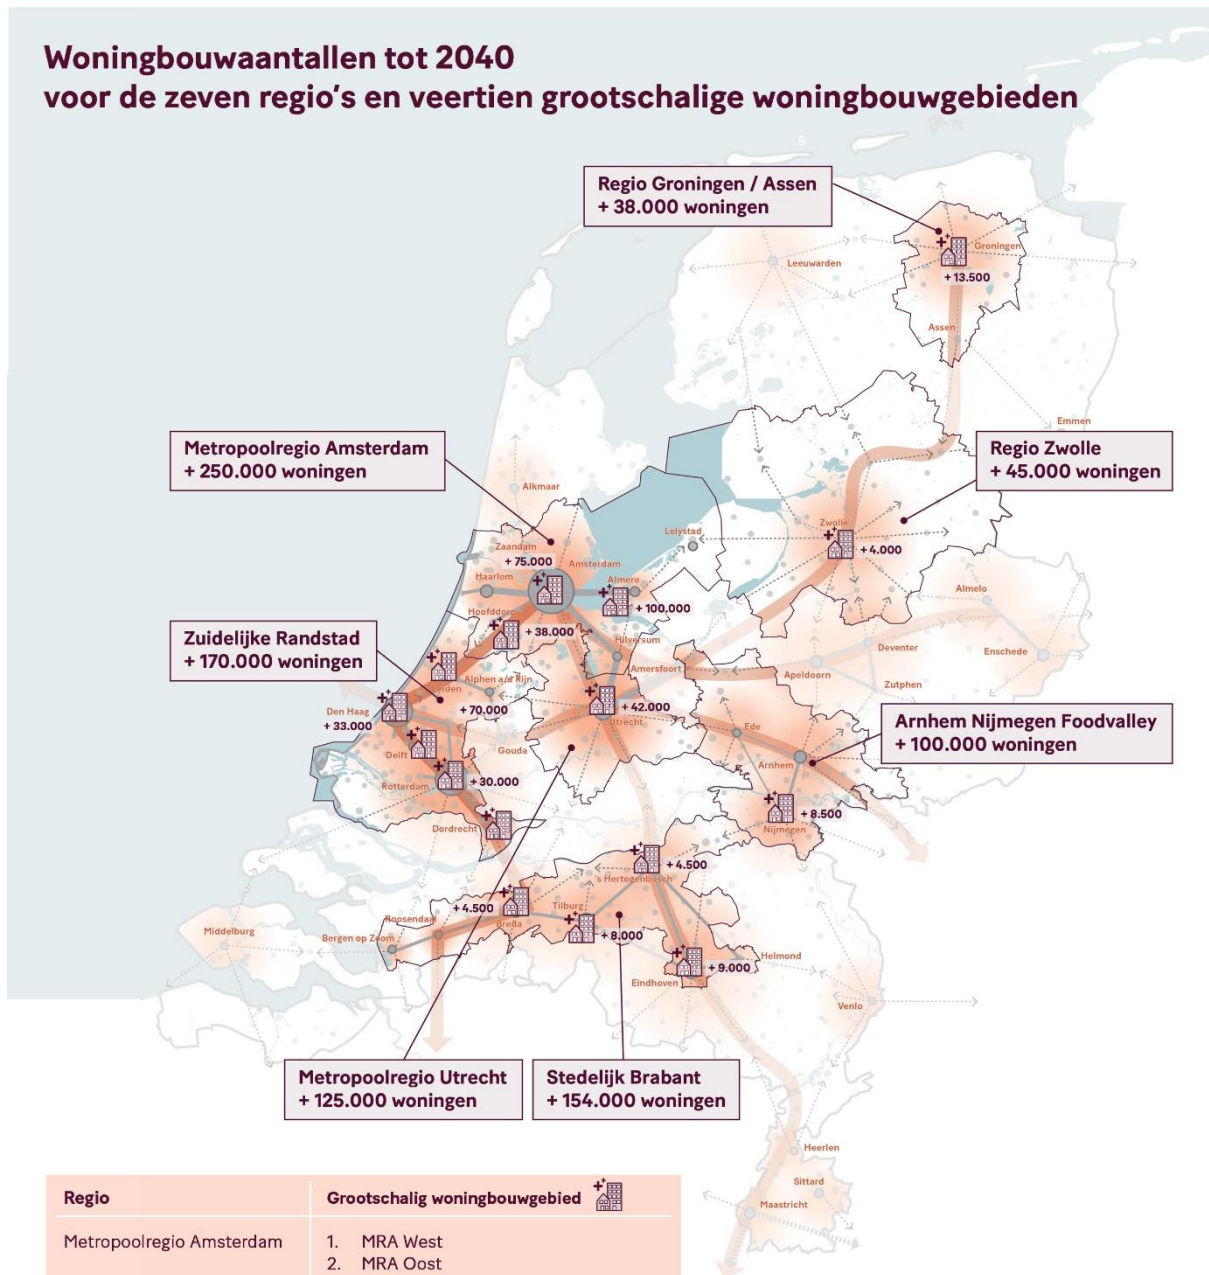 Woningbouwaantallen tot 2040
voor de zeven regio's en veertien grootschalige woningbouwgebieden
5
Regio Groningen / Assen
+ 38.000 woningen
Groningen
Leeuwarden
+ 13.500
Assen
Emmen
Metropoolregio Amsterdam
+ 250.000 woningen
Regio Zwolle
+ 45.000 woningen
Alkmaar
Lelystad
Zwolle
+ 4.000
Zaandam
+ 75.000
Amsterdam
Haarlem
Almere
+ 100.000
Almelo
Hoofddorp
+ 38.000
Hilversum
Zuidelijke Randstad
+ 170.000 woningen
Deventer
Enschede
Amersfoort
Apeldoorn
Zutphen
Leiden
Alphen a/d Rijn
Den Haag
+ 33.000
+ 70.000
+ 42.000
Utrecht
Arnhem Nijmegen Foodvalley
+ 100.000 woningen
Ede
Gouda
Delft
Arnhem
Rotterdam
+ 30.000
+ 8.500
Nijmegen
Dordrecht
+ 4.500
's Hertogenbosch
+ 4.500
Tilburg
Roosendaal
Breda
Middelburg
Bergen op Zoom
+ 8.000
Helmond
+ 9.000
Eindhoven
Venlo
Metropoolregio Utrecht
+ 125.000 woningen
Stedelijk Brabant
+ 154.000 woningen
Heerlen
Sittard
Maastricht
Regio
Grootschalig woningbouwgebied
Metropoolregio Amsterdam
1. MRA West
2. MRA Oost